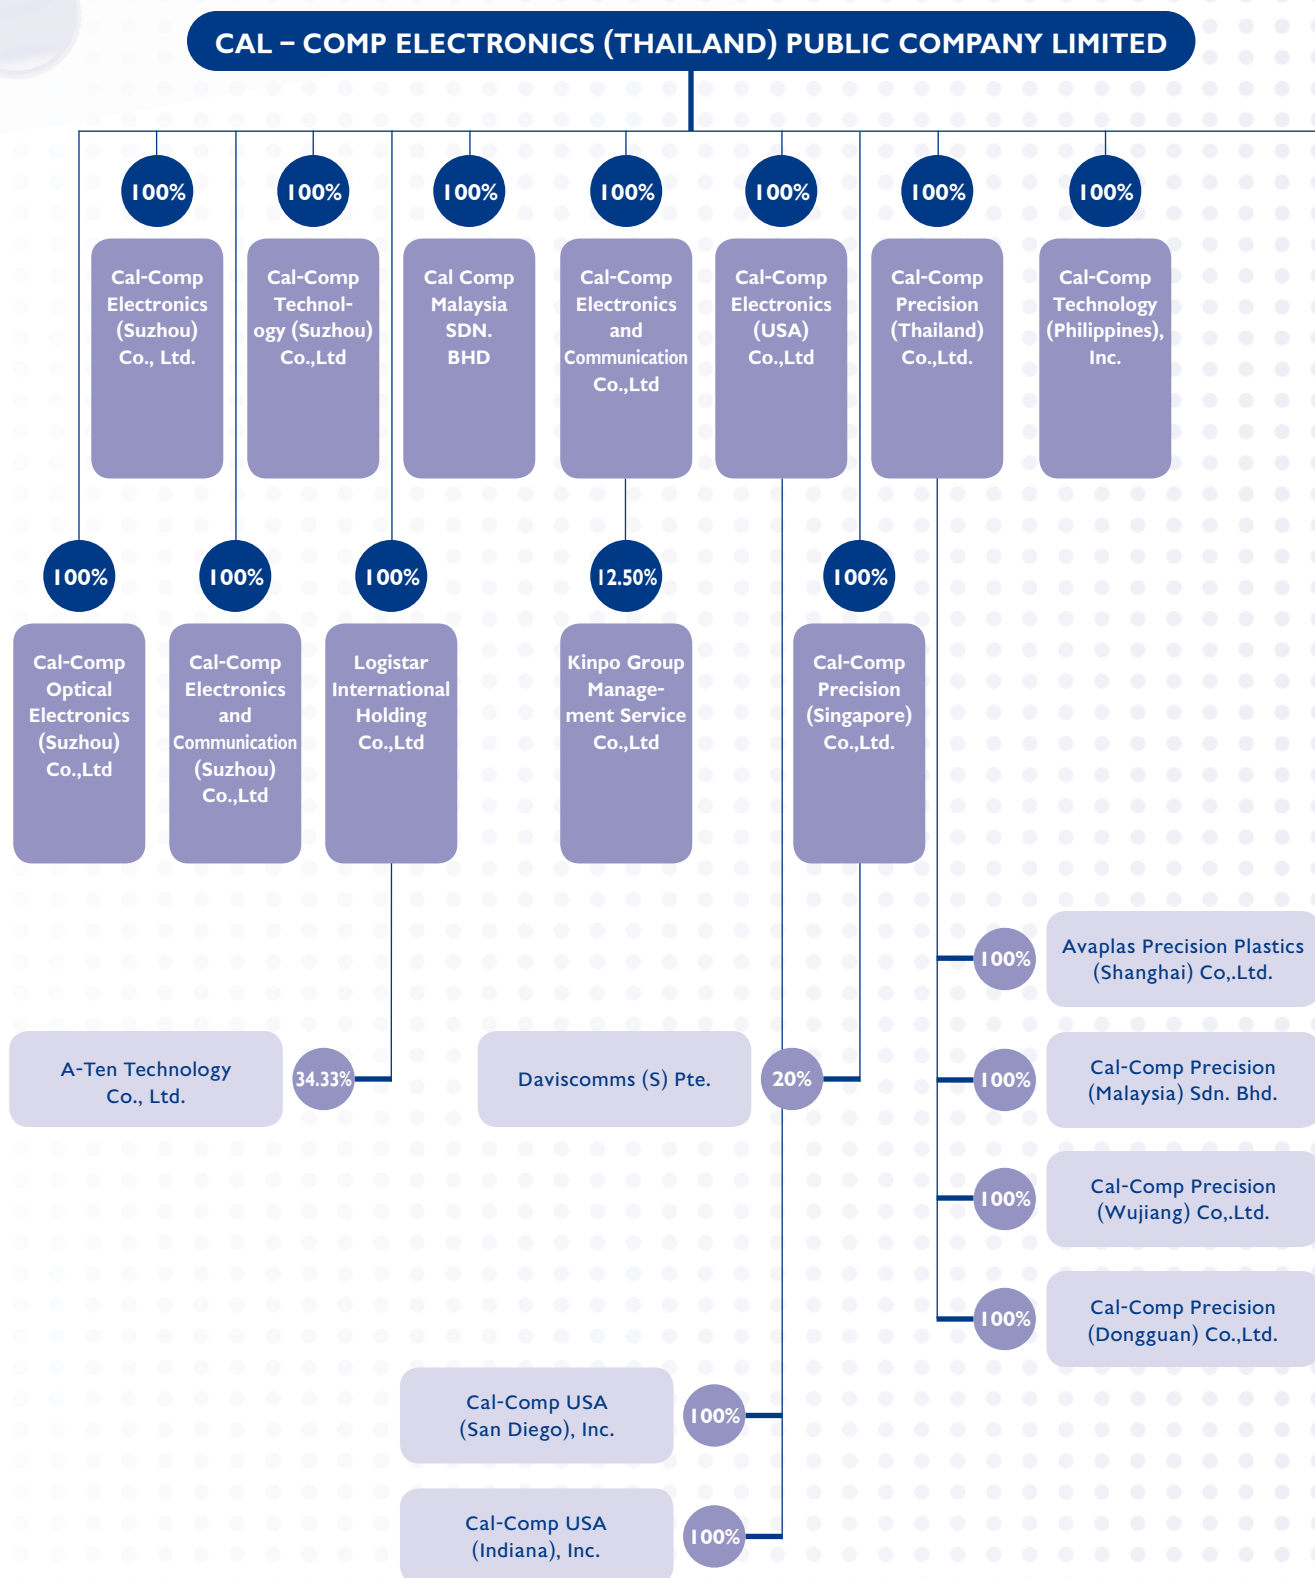 CAL – COMP ELECTRONICS (THAILAND) PUBLIC COMPANY LIMITED
100%
100%
100%
100%
100%
100%
100%
Cal-Comp
Electronics
(Suzhou)
Co., Ltd.
Cal-Comp
Technol-
ogy (Suzhou)
Co.,Ltd
Cal Comp
Malaysia
SDN.
BHD
Cal-Comp
Electronics
and
Communication
Co.,Ltd
Cal-Comp
Electronics
(USA)
Co.,Ltd
Cal-Comp
Precision
(Thailand)
Co.,Ltd.
Cal-Comp
Technology
(Philippines),
Inc.
100%
100%
100%
12.50%
100%
Cal-Comp
Optical
Electronics
(Suzhou)
Co.,Ltd
Cal-Comp
Electronics
and
Communication
(Suzhou)
Co.,Ltd
Logistar
International
Holding
Co.,Ltd
Kinpo Group
Manage-
ment Service
Co.,Ltd
Cal-Comp
Precision
(Singapore)
Co.,Ltd.
100%
Avaplas Precision Plastics
(Shanghai) Co,.Ltd.
A-Ten Technology
Co., Ltd.
34.33%
Daviscomms (S) Pte.
20%
100%
Cal-Comp Precision
(Malaysia) Sdn. Bhd.
100%
Cal-Comp Precision
(Wujiang) Co,.Ltd.
100%
Cal-Comp Precision
(Dongguan) Co.,Ltd.
Cal-Comp USA
(San Diego), Inc.
100%
Cal-Comp USA
(Indiana), Inc.
100%